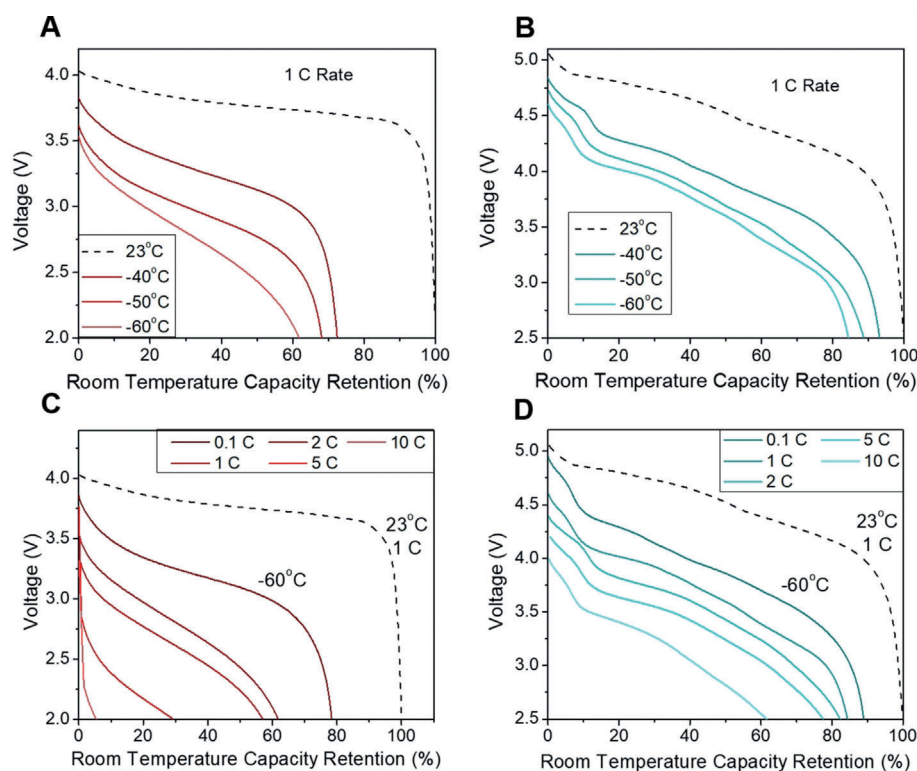 A
1 C Rate
4.0
3.5
3.0
2.5
2.0
Voltage (V)
23°C
-40°C
-50°C
-60°C
0 20 40 60 80 100
Room Temperature Capacity Retention (%)
B
1 C Rate
5.0
4.5
4.0
3.5
3.0
2.5
Voltage (V)
23°C
-40°C
-50°C
-60°C
0 20 40 60 80 100
Room Temperature Capacity Retention (%)
C
0.1 C 2 C 10 C
1 C 5 C
4.0
3.5
3.0
2.5
2.0
Voltage (V)
23°C
1 C
-60°C
0 20 40 60 80 100
Room Temperature Capacity Retention (%)
D
0.1 C 5 C
1 C 10 C
2 C
5.0
4.5
4.0
3.5
3.0
2.5
Voltage (V)
23°C
1 C
-60°C
0 20 40 60 80 100
Room Temperature Capacity Retention (%)